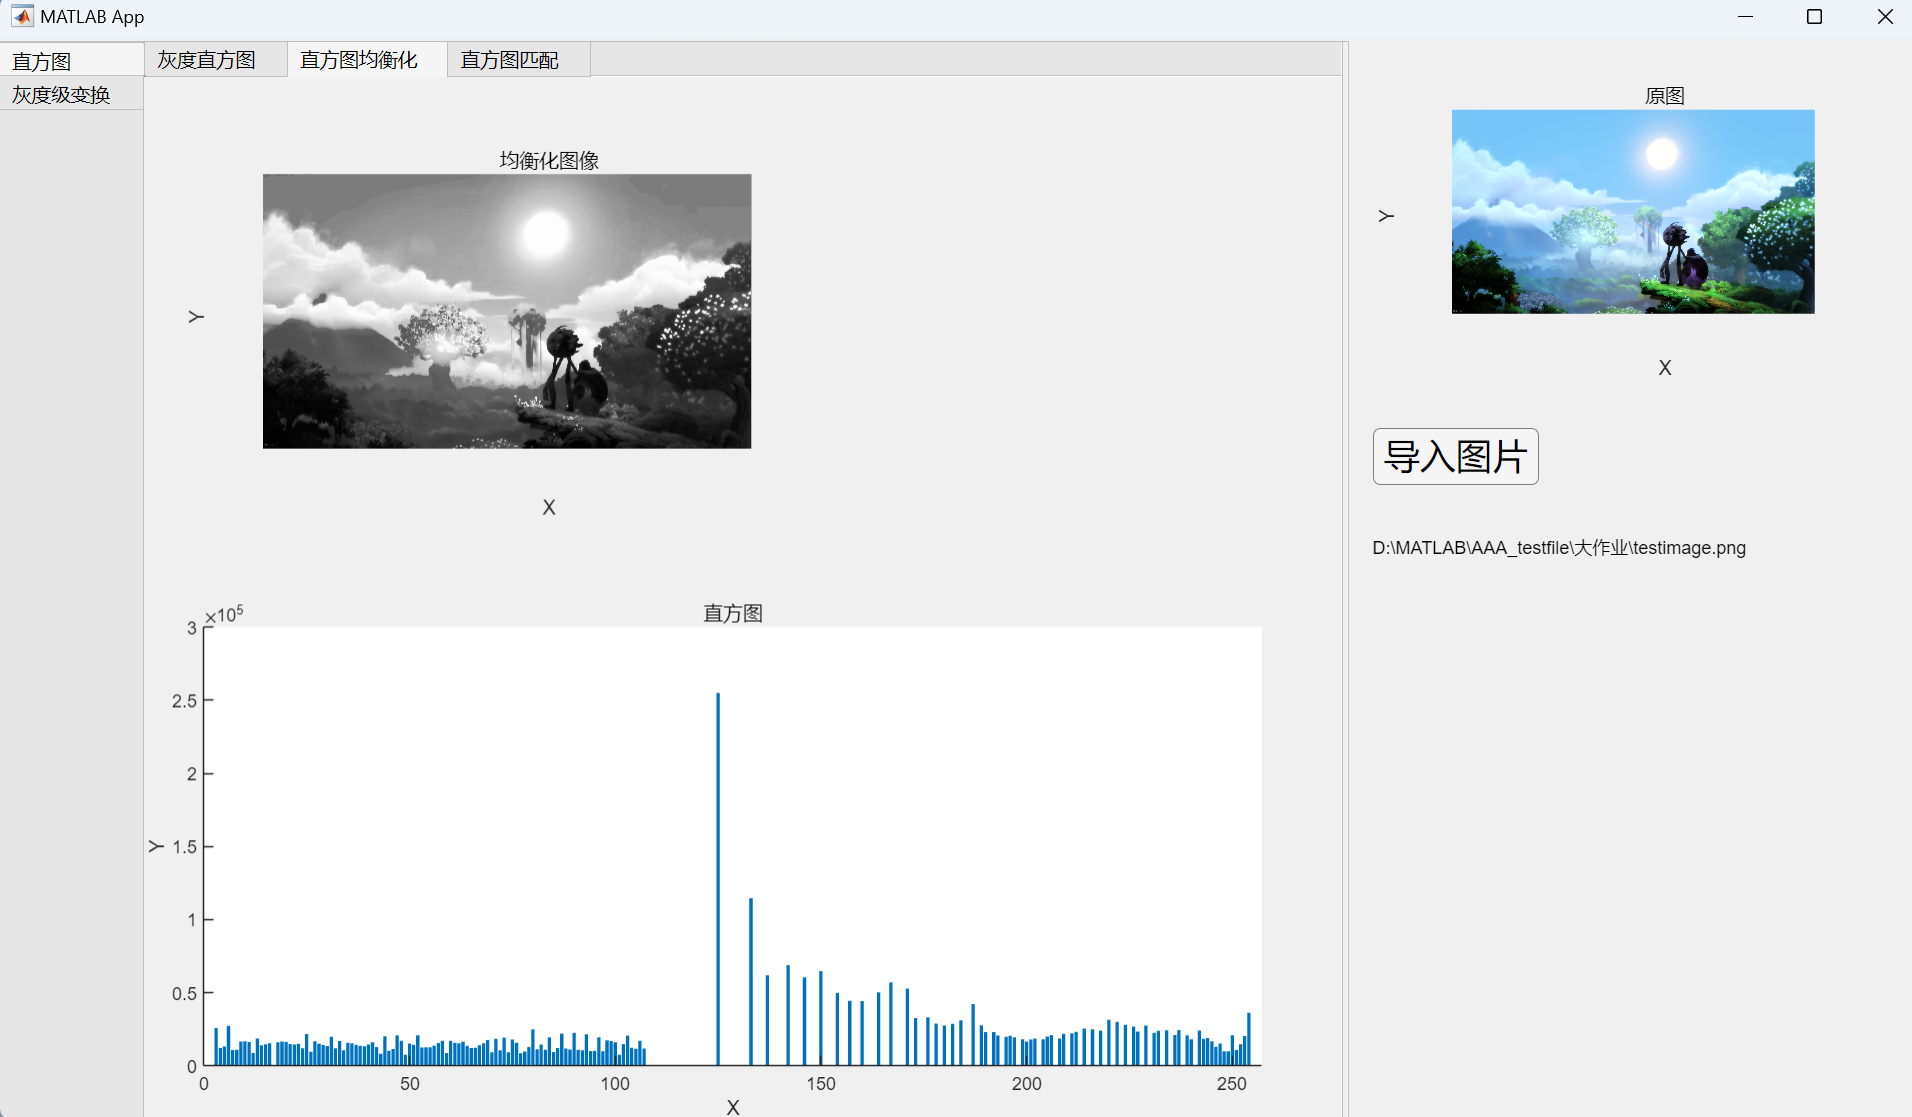 MATLAB App
直方图
灰度级变换
灰度直方图 直方图均衡化 直方图匹配
均衡化图像
Y
X
直方图
×10⁵
3
2.5
2
1.5
1
0.5
0
Y
0 50 100 150 200 250
X
原图
Y
X
导入图片
D:\MATLAB\AAA_testfile\大作业\testimage.png